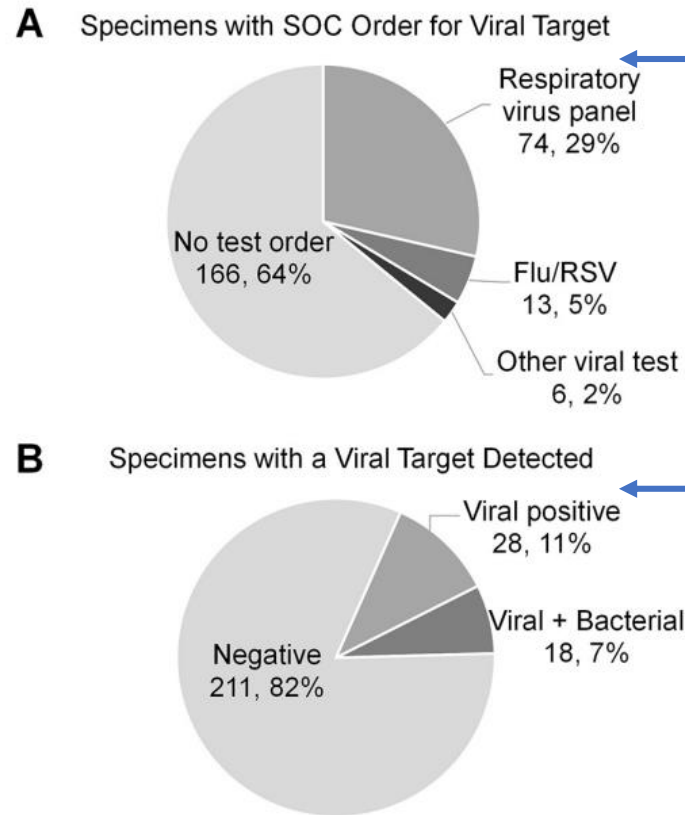 A Specimens with SOC Order for Viral Target
Respiratory
virus panel
74, 29%
No test order
166, 64%
Flu/RSV
13, 5%
Other viral test
6, 2%
B Specimens with a Viral Target Detected
Viral positive
28, 11%
Viral + Bacterial
18, 7%
Negative
211, 82%